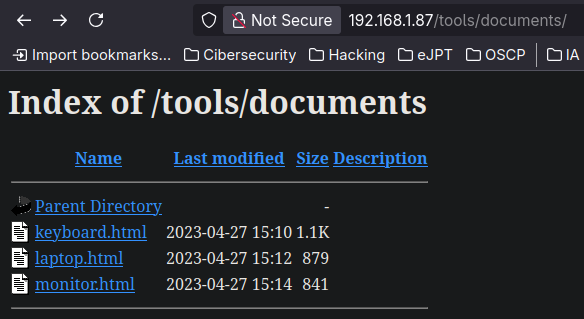 Not Secure 192.168.1.87/tools/documents/
Import bookmarks... Cibersecurity Hacking eJPT OSCP IA
Index of /tools/documents
Name Last modified Size Description
Parent Directory -
keyboard.html 2023-04-27 15:10 1.1K
laptop.html 2023-04-27 15:12 879
monitor.html 2023-04-27 15:14 841